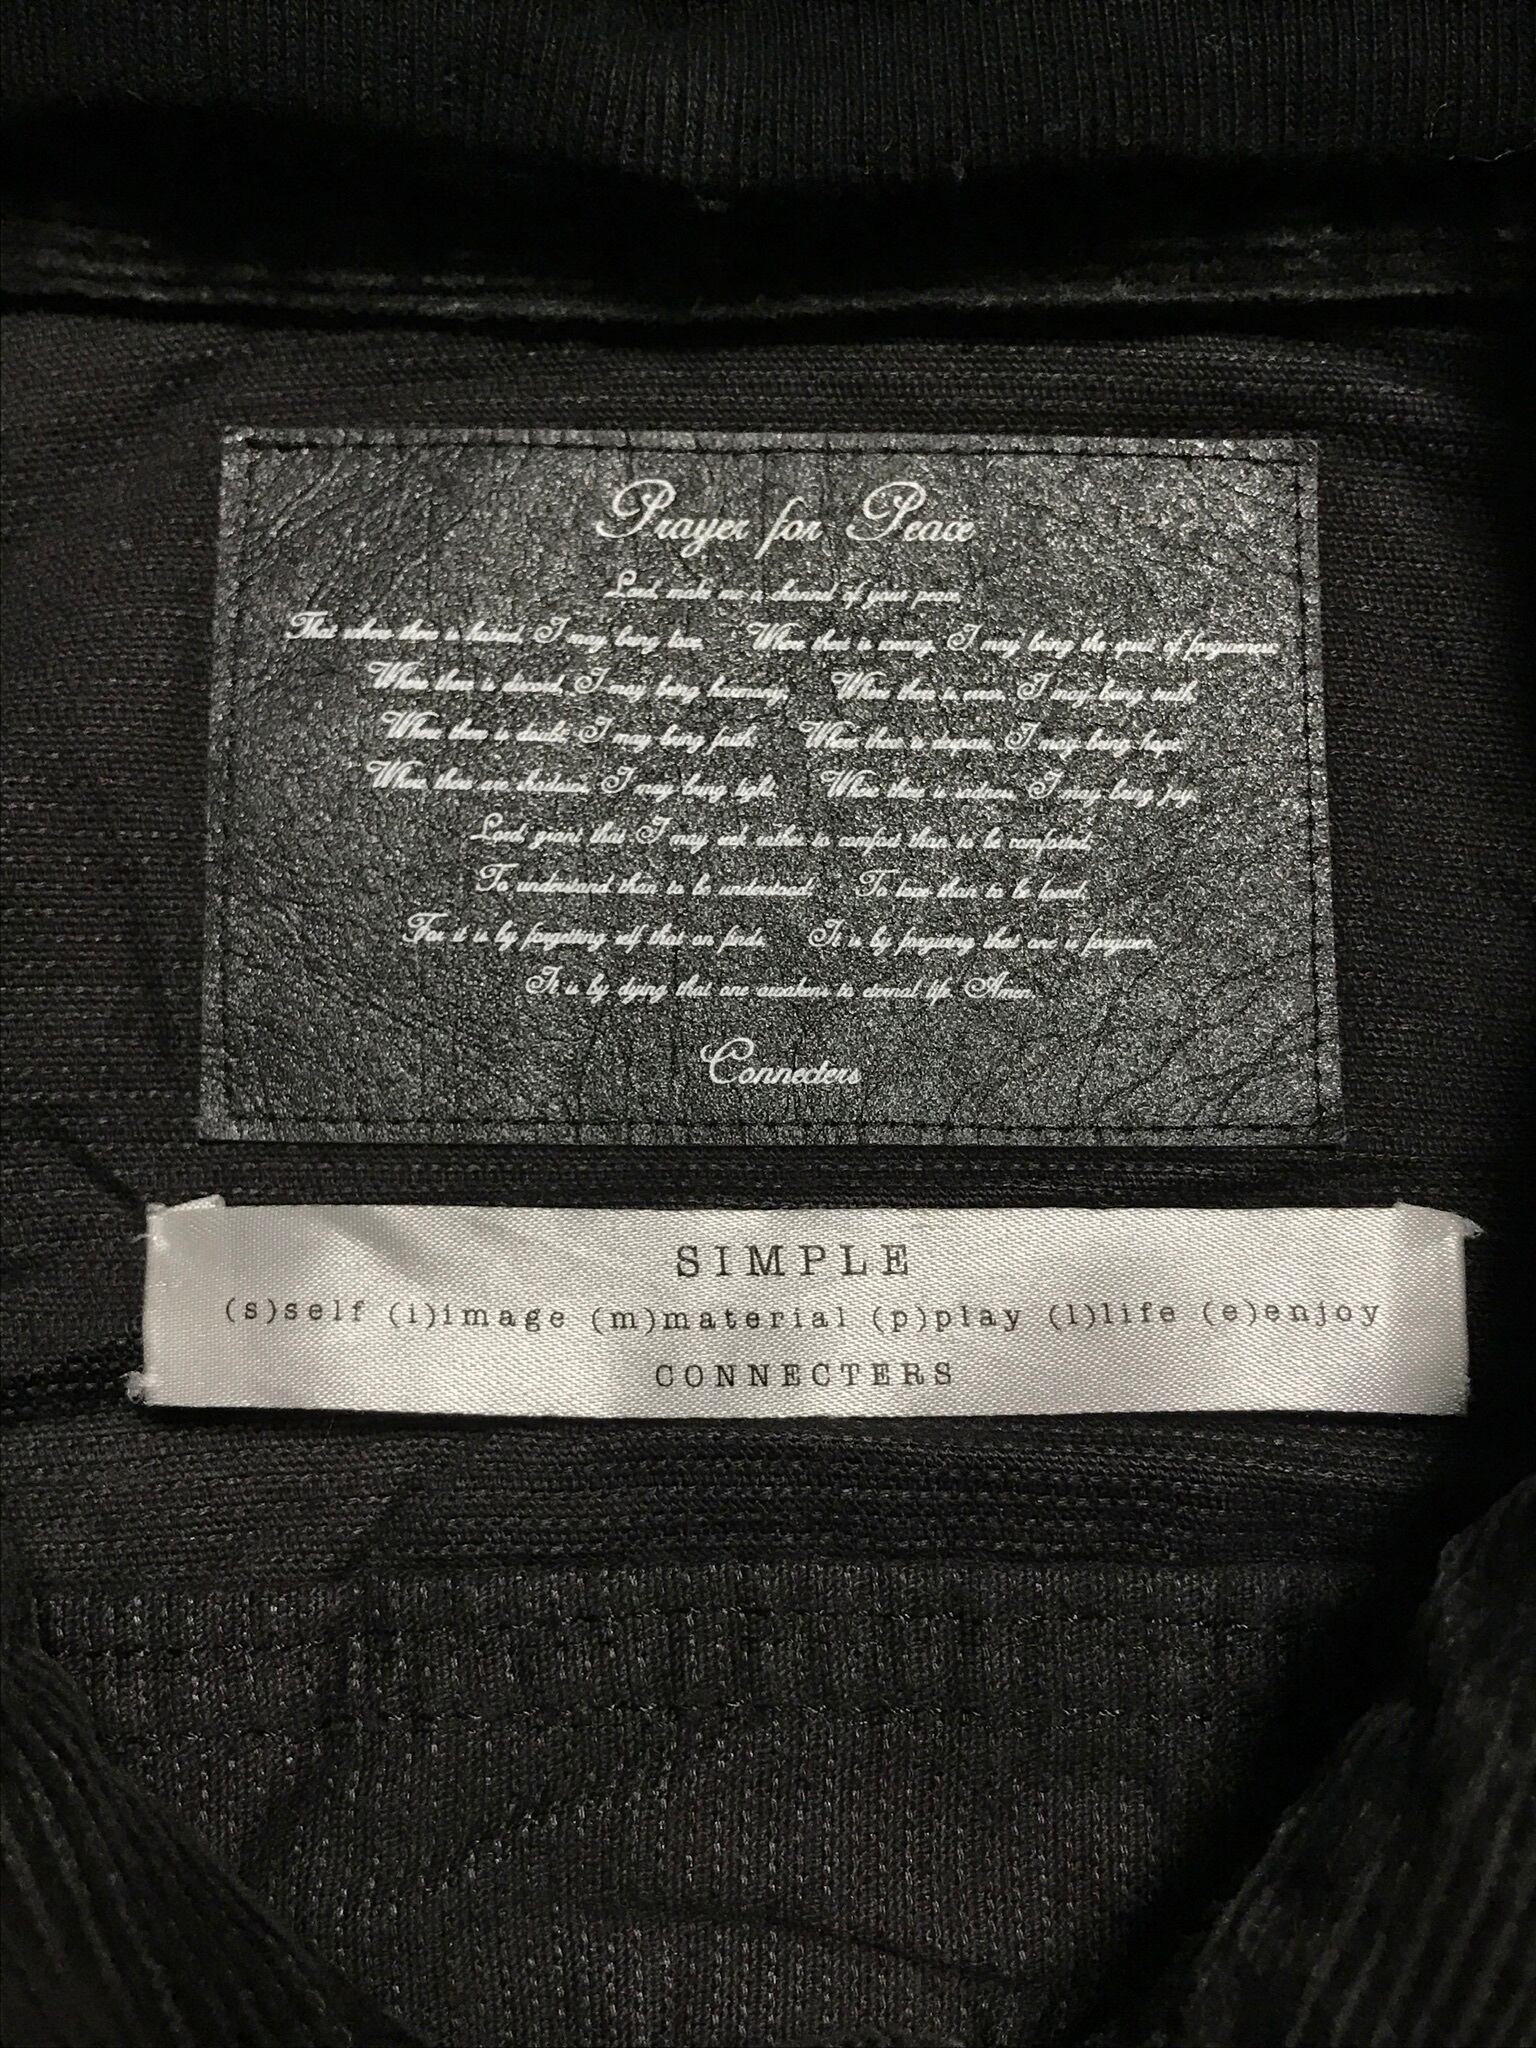 Prayer for Peace
Lord, make me a channel of your peace.
That where there is hatred, I may bring love. Where there is wrong, I may bring the spirit of forgiveness.
Where there is discord, I may bring harmony. Where there is error, I may bring truth.
Where there is doubt, I may bring faith. Where there is despair, I may bring hope.
Where there are shadows, I may bring light. Where there is sadness, I may bring joy.
Lord, grant that I may seek rather to comfort than to be comforted.
To understand than to be understood! To love than to be loved.
For it is by forgetting self that on finds. It is by forgiving that one is forgiven.
It is by dying that one awakens to eternal life. Amen.
Connecters
SIMPLE
(s)self (i)image (m)material (p)play (l)life (e)enjoy
CONNECTERS